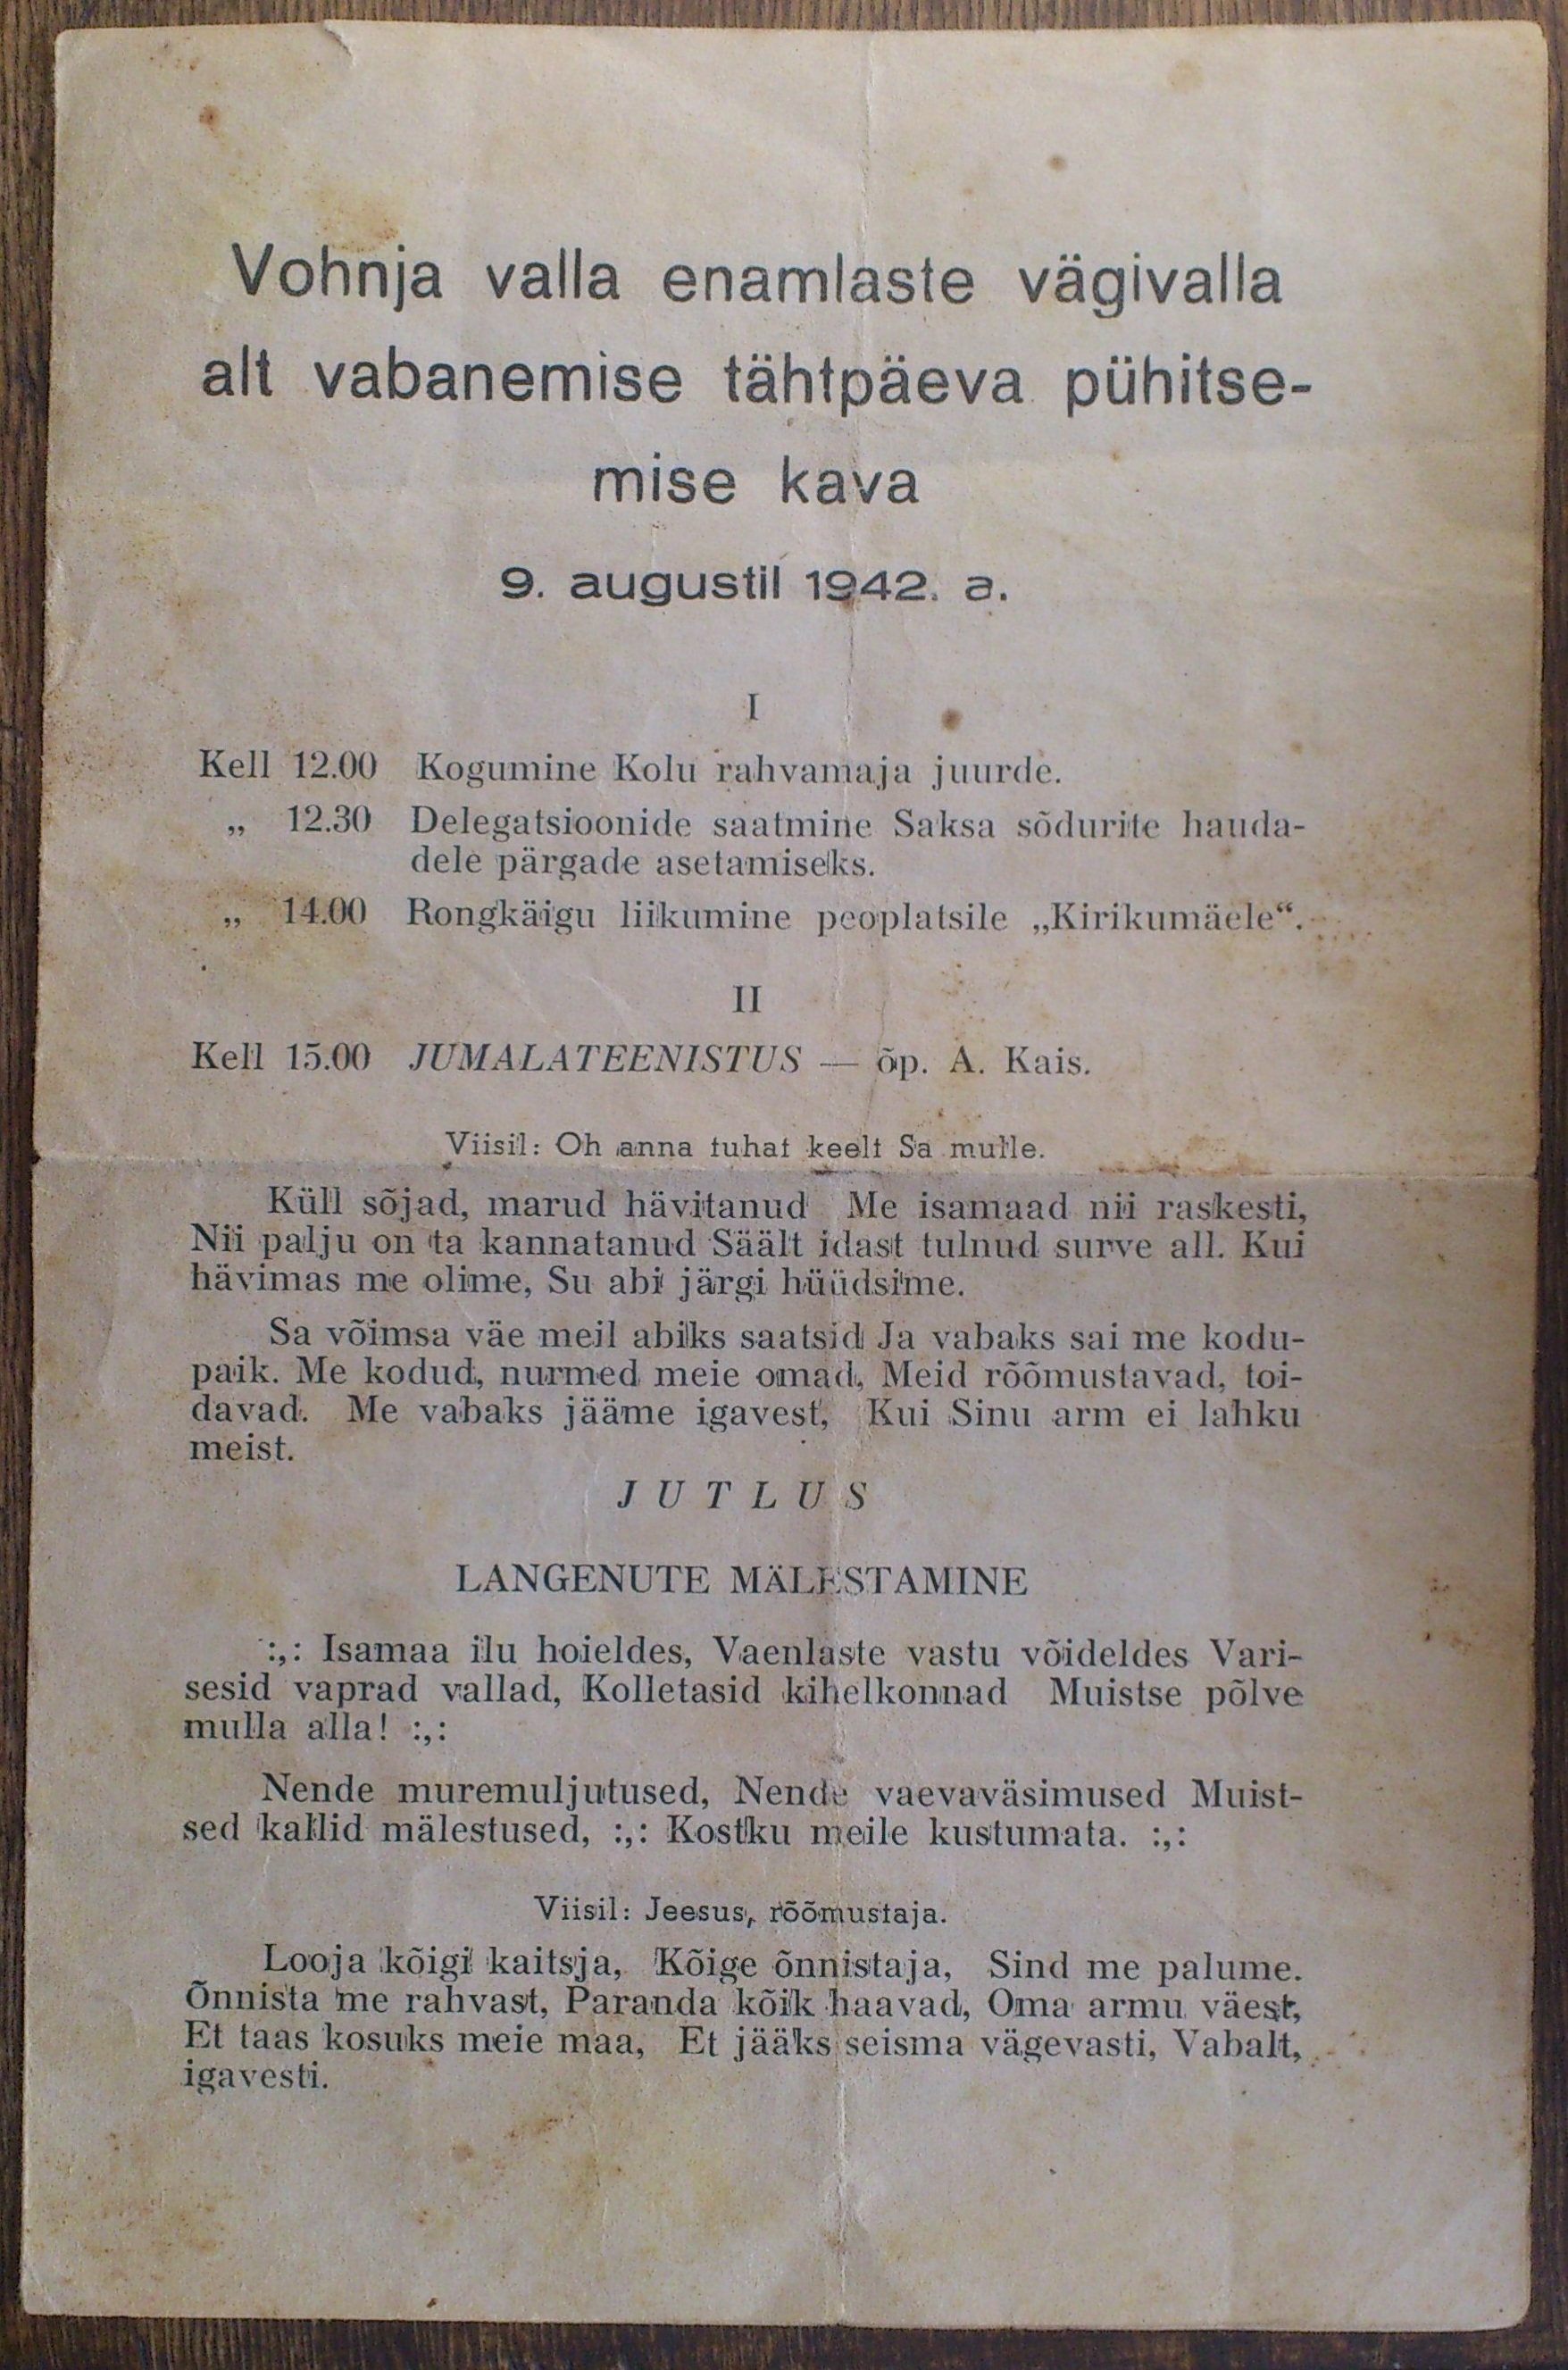 Vohnja valla enamlaste vägivalla
alt vabanemise tähtpäeva pühitse-
mise kava
9. augustil 1942. a.
I
Kell 12.00 Kogumine Kolu rahvamaja juurde.
„ 12.30 Delegatsioonide saatmine Saksa sõdurite hauda-
dele pärgade asetamiseks.
„ 14.00 Rongkäigu liikumine peoplatsile „Kirikumäele“.
II
Kell 15.00 JUMALATEENISTUS — õp. A. Kais.
Viisil: Oh anna tuhat keelt Sa mulle.
Küll sõjad, marud hävitanud Me isamaad nii raskesti,
Nii palju on ta kannatanud Säält idast tulnud surve all. Kui
hävimas me olime, Su abi järgi hüüdsime.
Sa võimsa väe meil abiks saatsid Ja vabaks sai me kodu-
paik. Me kodud, nurmed meie omad, Meid rõõmustavad, toi-
davad. Me vabaks jääme igavest, Kui Sinu arm ei lahku
meist.
JUTLUS
LANGENUTE MÄLESTAMINE
:,: Isamaa ilu hoieldes, Vaenlaste vastu võideldes Vari-
sesid vaprad vallad, Kolletasid kihelkonnad Muistse põlve
mulla alla! :,:
Nende muremuljutused, Nende vaevaväsimused Muist-
sed kallid mälestused, :,: Kostku meile kustumata. :,:
Viisil: Jeesus, rõõmustaja.
Looja kõigi kaitsja, Kõige õnnistaja, Sind me palume.
Õnnista me rahvast, Paranda kõik haavad, Oma armu väest,
Et taas kosuks meie maa, Et jääks seisma vägevasti, Vabalt,
igavesti.